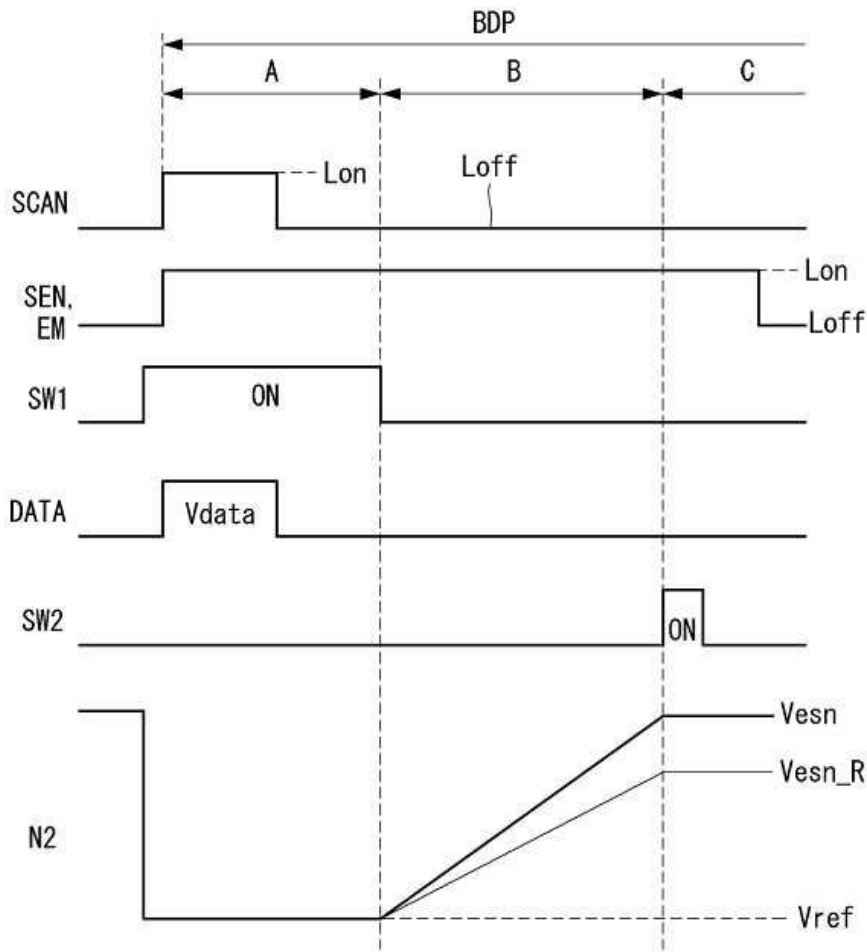 BDP
A B C
SCAN Lon Loff
SEN,
EM
Lon
Loff
SW1 ON
DATA Vdata
SW2 ON
Vesn
Vesn_R
N2
Vref